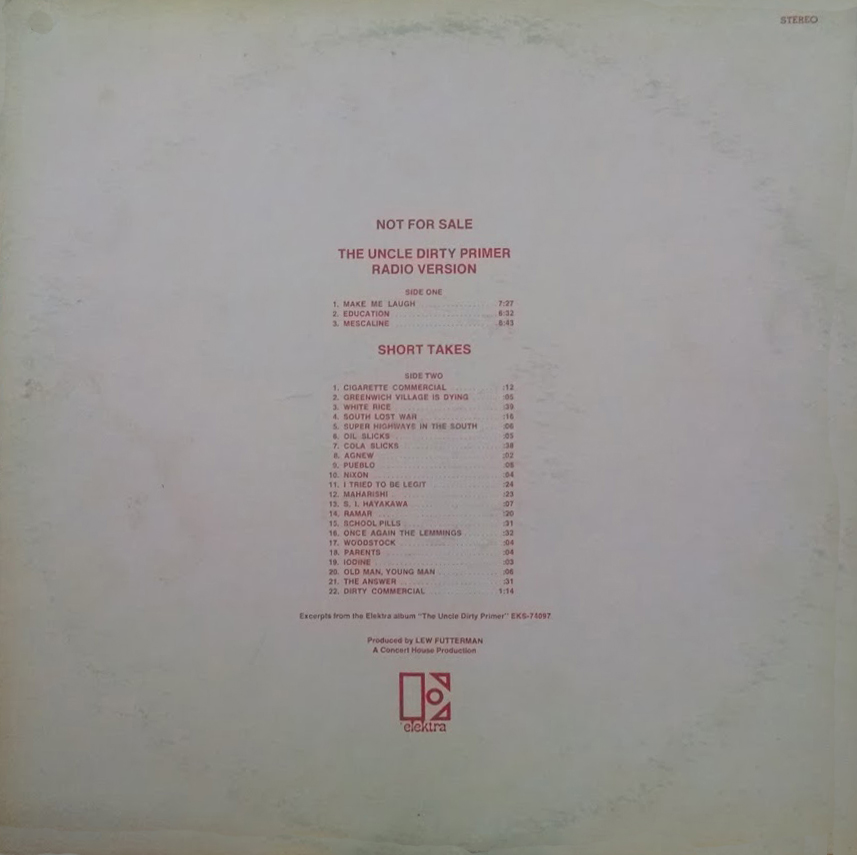 STEREO
NOT FOR SALE
THE UNCLE DIRTY PRIMER
RADIO VERSION
SIDE ONE
1. MAKE ME LAUGH 7:27
2. EDUCATION 6:32
3. MESCALINE 6:43
SHORT TAKES
SIDE TWO
1. CIGARETTE COMMERCIAL :12
2. GREENWICH VILLAGE IS DYING :05
3. WHITE RICE :39
4. SOUTH LOST WAR :16
5. SUPER HIGHWAYS IN THE SOUTH :06
6. OIL SLICKS :05
7. COLA SLICKS :38
8. AGNEW :02
9. PUEBLO :08
10. NIXON :04
11. I TRIED TO BE LEGIT :24
12. MAHARISHI :23
13. S. I. HAYAKAWA :07
14. RAMAR :20
15. SCHOOL PILLS :31
16. ONCE AGAIN THE LEMMINGS :32
17. WOODSTOCK :04
18. PARENTS :04
19. IODINE :03
20. OLD MAN, YOUNG MAN :06
21. THE ANSWER :31
22. DIRTY COMMERCIAL 1:14
Excerpts from the Elektra album "The Uncle Dirty Primer" EKS-74097
Produced by LEW FUTTERMAN
A Concert House Production
elektra